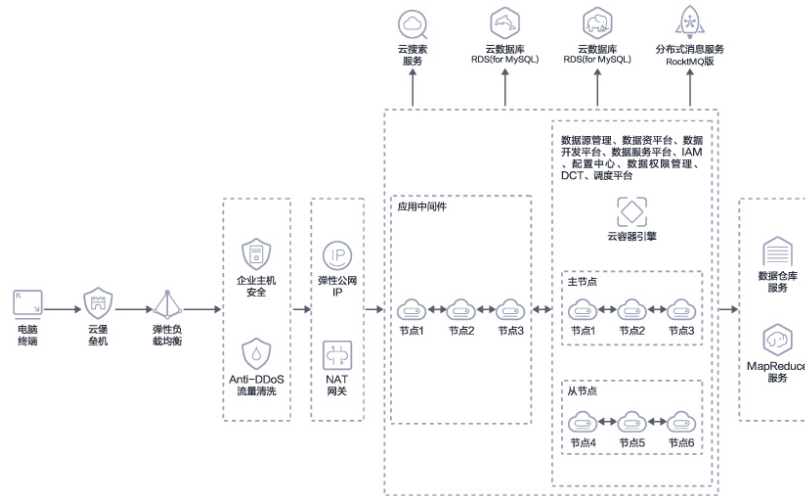 云搜索
服务
云数据库
RDS(for MySQL)
云数据库
RDS(for MySQL)
分布式消息服务
RocktMQ版
数据源管理、数据资平台、数据
开发平台、数据服务平台、IAM
、配置中心、数据权限管理、
DCT、调度平台
云容器引擎
应用中间件
节点1
节点2
节点3
主节点
节点1
节点2
节点3
从节点
节点4
节点5
节点6
电脑
终端
云堡
垒机
弹性负
载均衡
企业主机
安全
Anti-DDoS
流量清洗
IP
弹性公网
IP
NAT
网关
数据仓库
服务
MapReduce
服务